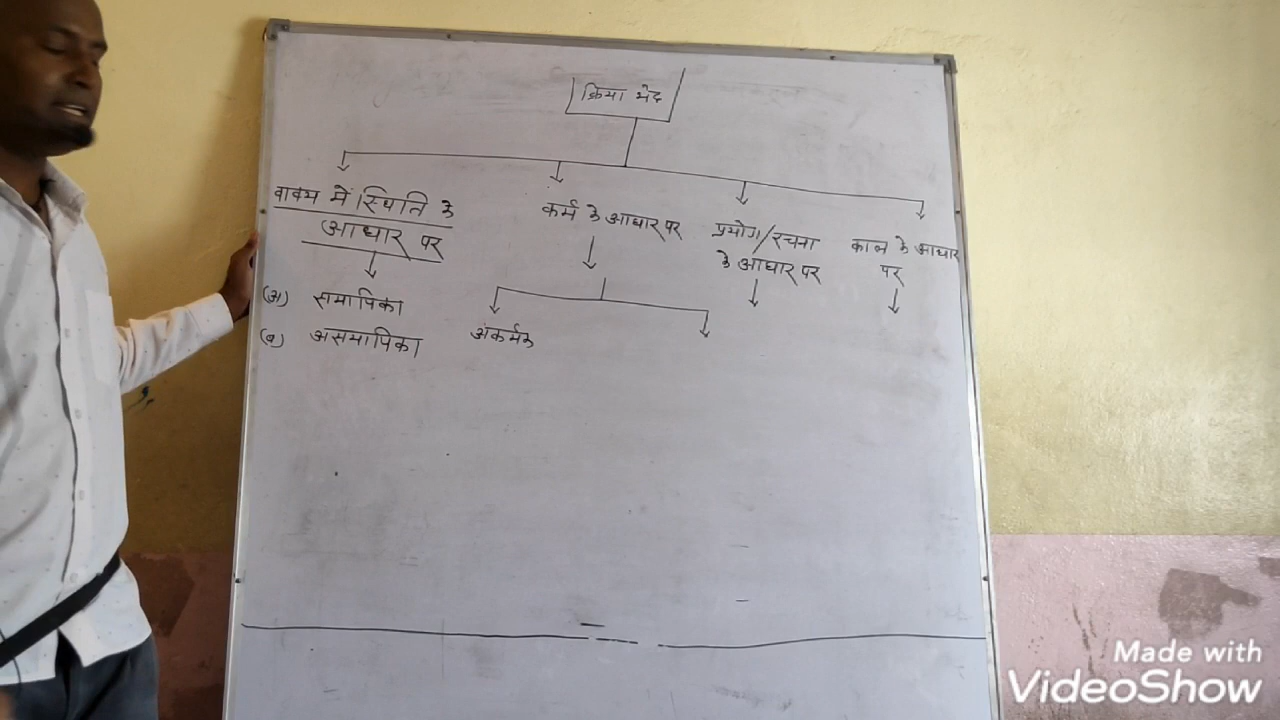 क्रिया भेद
वाक्य में स्थिति के
आधार पर
कर्म के आधार पर
प्रयोग/रचना
के आधार पर
काल के आधार
पर
(अ) समापिका
(ब) असमापिका
अकर्मक
Made with
VideoShow